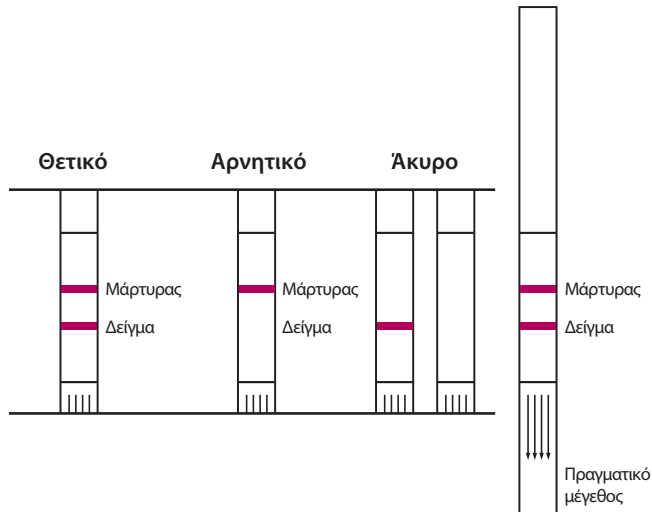 Θετικό
Αρνητικό
Άκυρο
Μάρτυρας
Δείγμα
Μάρτυρας
Δείγμα
Μάρτυρας
Δείγμα
Πραγματικό
μέγεθος